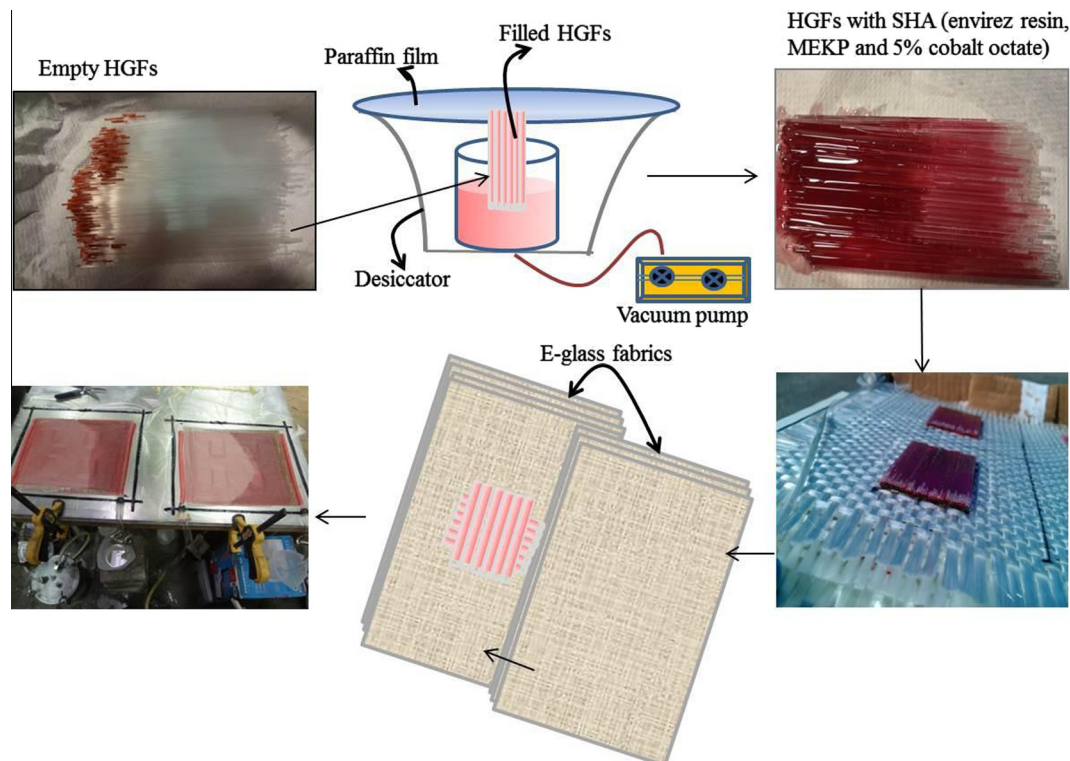 Empty HGFs
Paraffin film
Filled HGFs
HGFs with SHA (envirez resin,
MEKP and 5% cobalt octate)
Desiccator
Vacuum pump
E-glass fabrics